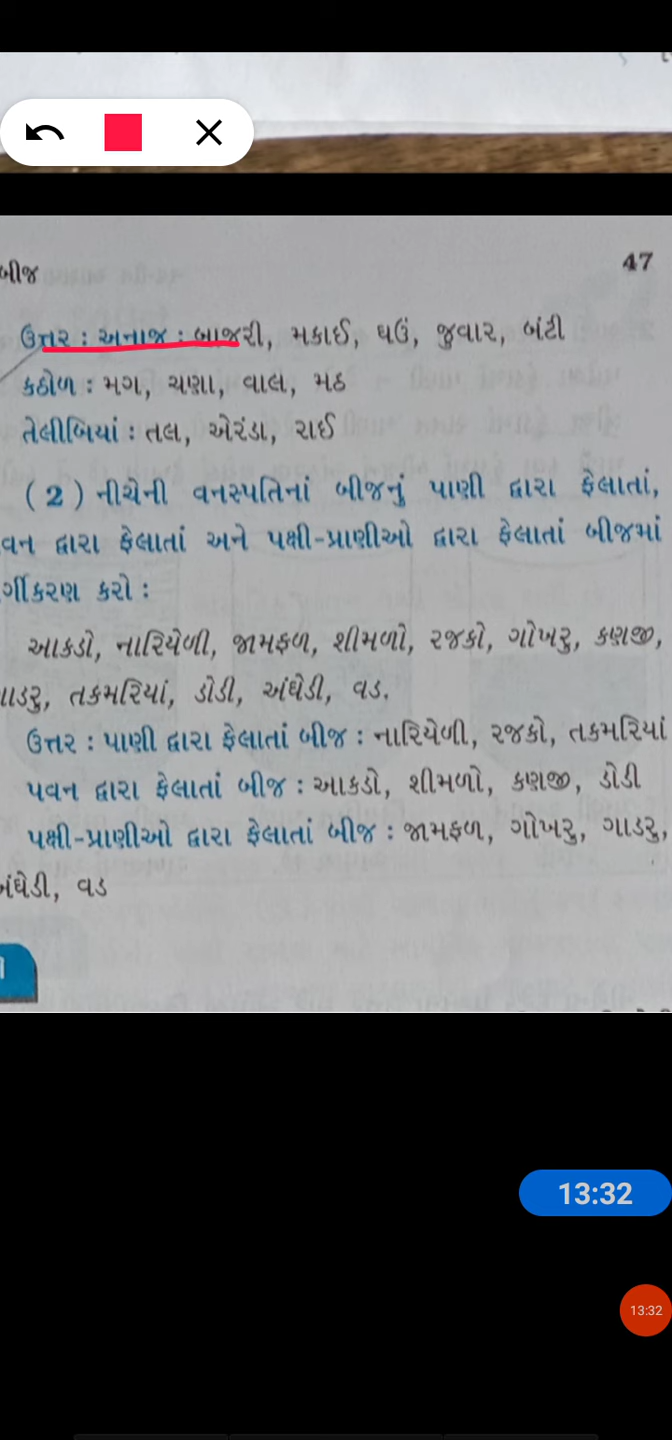 બીજ
47
ઉત્તર : અનાજ : બાજરી, મકાઈ, ઘઉં, જુવાર, બંટી
કઠોળ : મગ, ચણા, વાલ, મઠ
તેલીબિયાં : તલ, એરંડા, રાઈ
( 2 ) નીચેની વનસ્પતિનાં બીજનું પાણી દ્વારા ફેલાતાં,
વન દ્વારા ફેલાતાં અને પક્ષી-પ્રાણીઓ દ્વારા ફેલાતાં બીજમાં
ર્ગીકરણ કરો :
આકડો, નારિયેળી, જામફળ, શીમળો, રજકો, ગોખરુ, કણજી,
ાડરુ, તકમરિયાં, ડોડી, અંઘેડી, વડ.
ઉત્તર : પાણી દ્વારા ફેલાતાં બીજ : નારિયેળી, રજકો, તકમરિયાં
પવન દ્વારા ફેલાતાં બીજ : આકડો, શીમળો, કણજી, ડોડી
પક્ષી-પ્રાણીઓ દ્વારા ફેલાતાં બીજ : જામફળ, ગોખરુ, ગાડરુ,
અંઘેડી, વડ
13:32
13:32